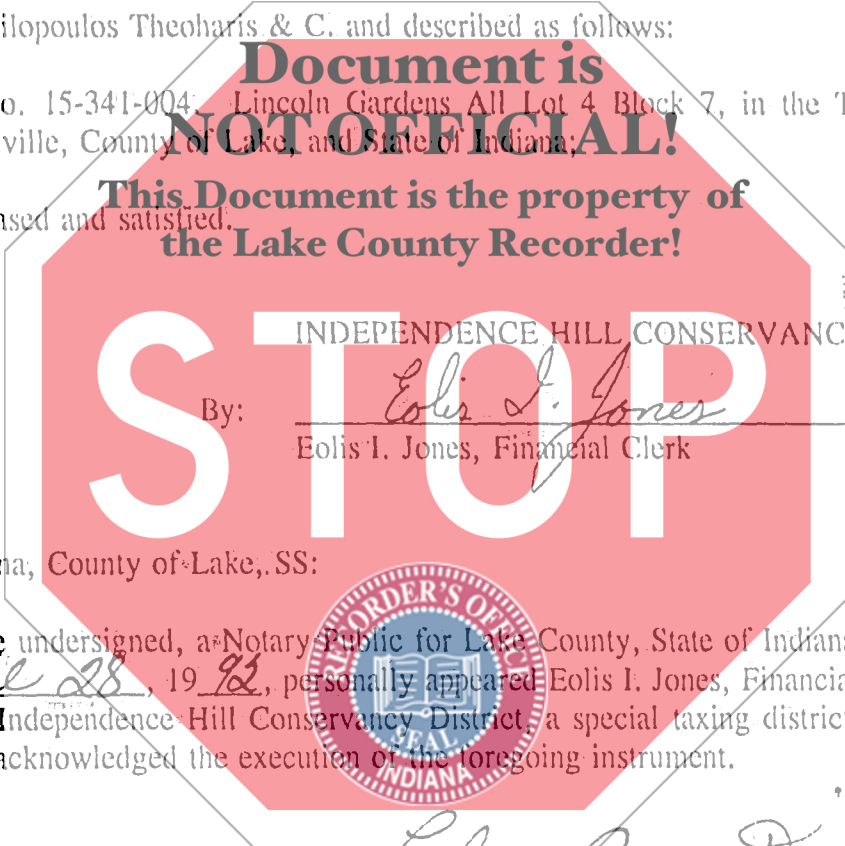 ilopoulos Theoharis & C. and described as follows:
Document is
o. 15-341-004, Lincoln Gardens All Lot 4 Block 7, in the T
NOT OFFICIAL!
ville, County of Lake, and State of Indiana;
This Document is the property of
ased and satisfied.
the Lake County Recorder!
STOP
INDEPENDENCE HILL CONSERVANC
By: Eolis I. Jones
Eolis I. Jones, Financial Clerk
na, County of Lake, SS:
RECORDER'S OFFICE
SEAL
INDIANA
e undersigned, a Notary Public for Lake County, State of Indian
28, 1992, personally appeared Eolis I. Jones, Financia
Independence Hill Conservancy District, a special taxing district
acknowledged the execution of the foregoing instrument.